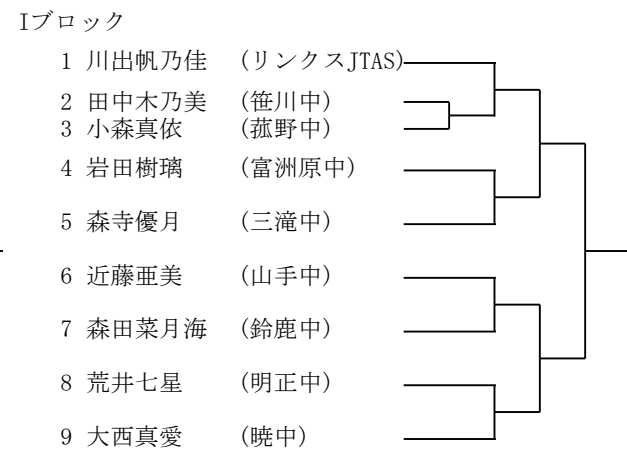 Iブロック
1 川出帆乃佳 (リンクスJTAS)
2 田中木乃美 (笹川中)
3 小森真依 (菰野中)
4 岩田樹璃 (富洲原中)
5 森寺優月 (三滝中)
6 近藤亜美 (山手中)
7 森田菜月海 (鈴鹿中)
8 荒井七星 (明正中)
9 大西真愛 (暁中)